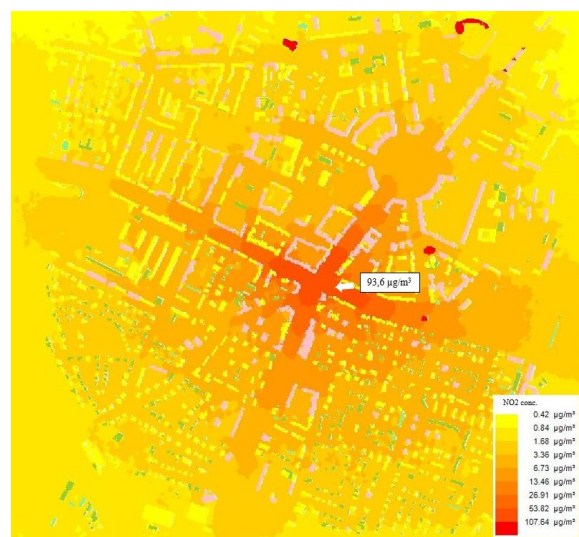 93,6 µg/m³
NO2 conc.
0.42 µg/m³
0.84 µg/m³
1.68 µg/m³
3.36 µg/m³
6.73 µg/m³
13.46 µg/m³
26.91 µg/m³
53.82 µg/m³
107.64 µg/m³